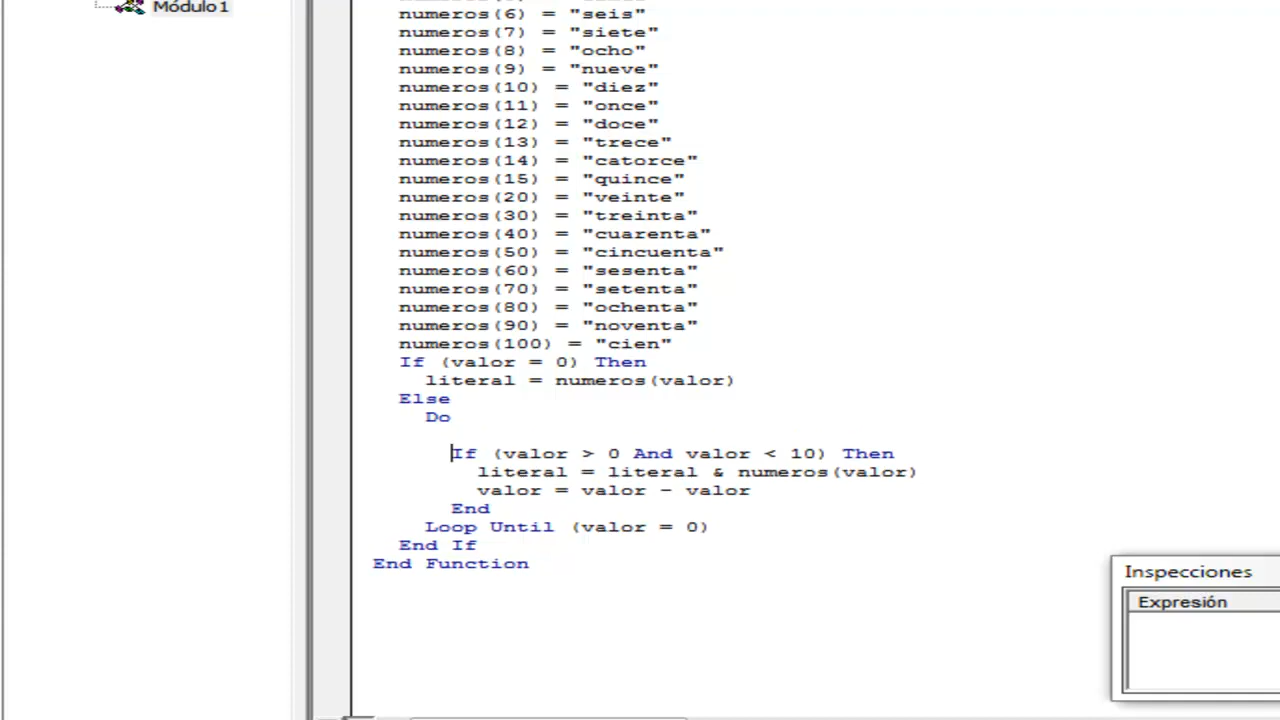 Módulo1
numeros(6) = "seis"
numeros(7) = "siete"
numeros(8) = "ocho"
numeros(9) = "nueve"
numeros(10) = "diez"
numeros(11) = "once"
numeros(12) = "doce"
numeros(13) = "trece"
numeros(14) = "catorce"
numeros(15) = "quince"
numeros(20) = "veinte"
numeros(30) = "treinta"
numeros(40) = "cuarenta"
numeros(50) = "cincuenta"
numeros(60) = "sesenta"
numeros(70) = "setenta"
numeros(80) = "ochenta"
numeros(90) = "noventa"
numeros(100) = "cien"
If (valor = 0) Then
literal = numeros(valor)
Else
Do
If (valor > 0 And valor < 10) Then
literal = literal & numeros(valor)
valor = valor - valor
End
Loop Until (valor = 0)
End If
End Function
Inspecciones
Expresión